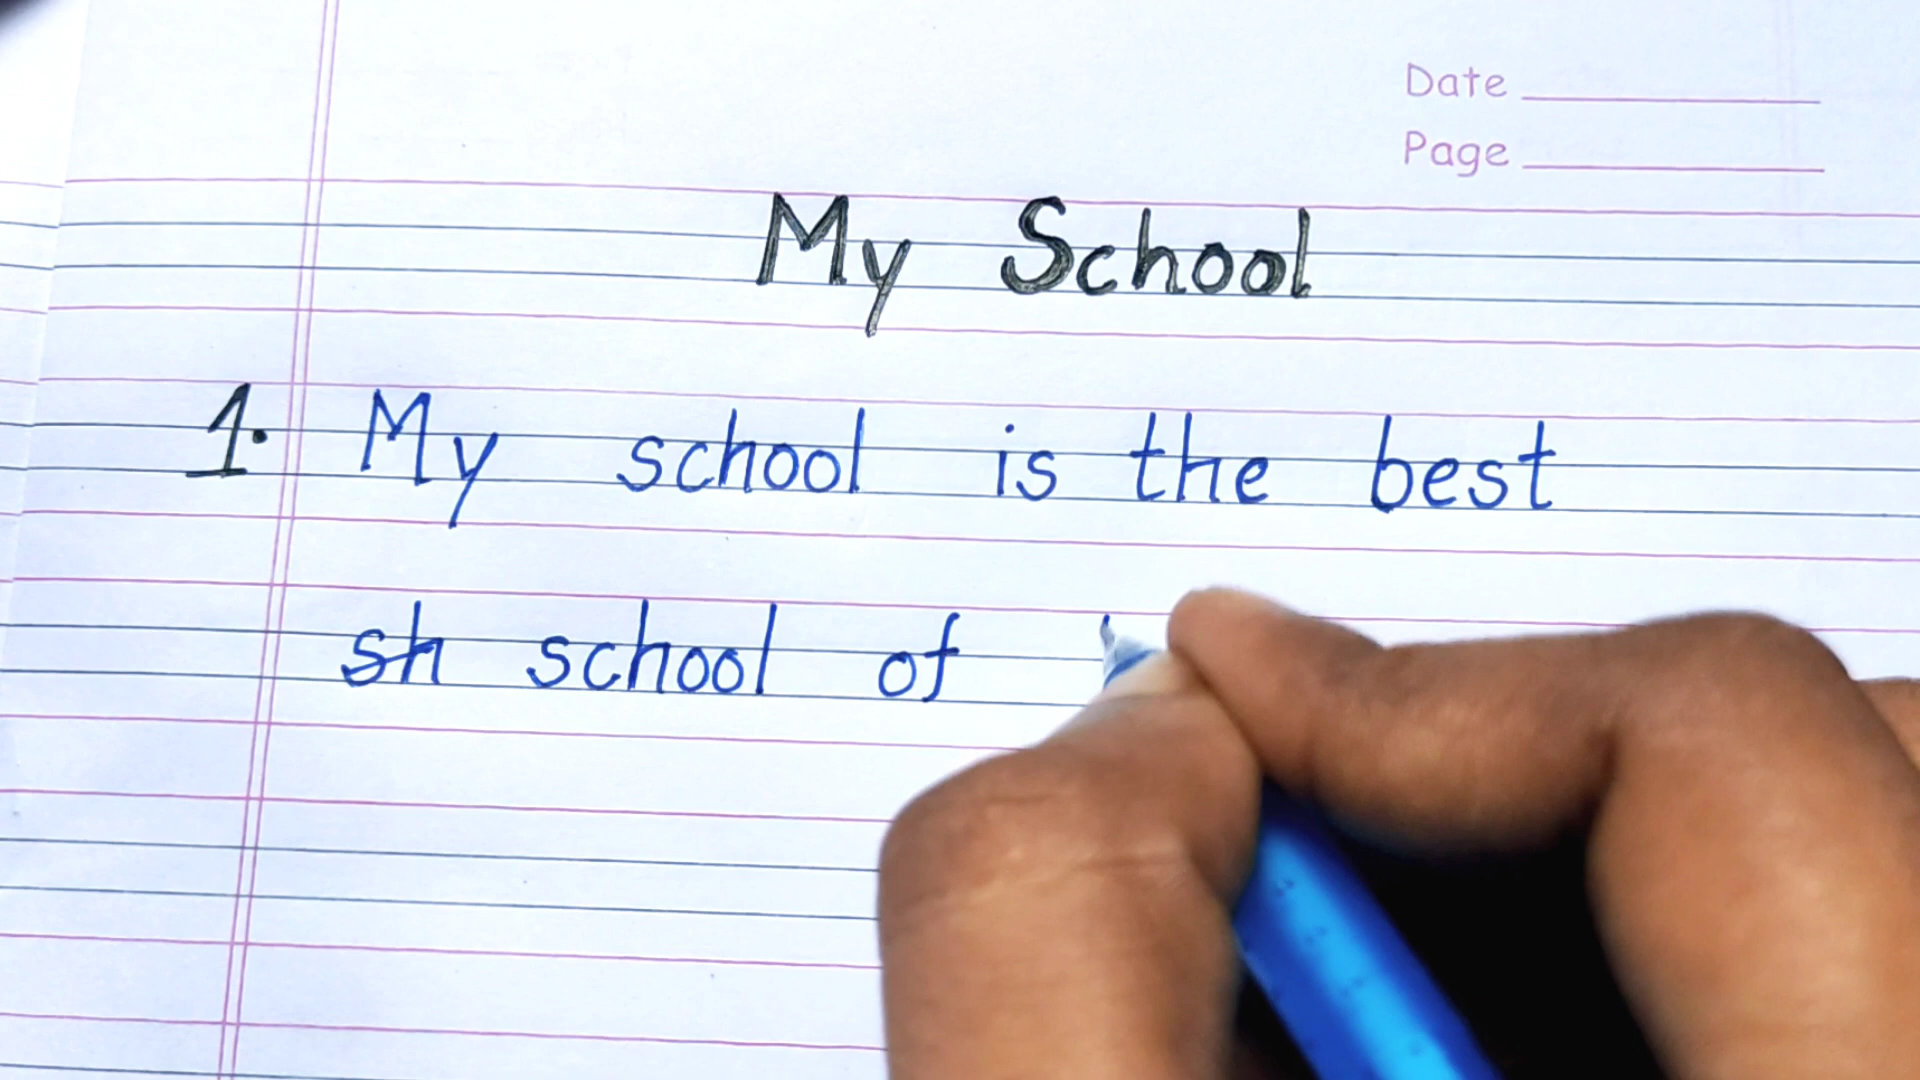 Date
Page
My School
1. My school is the best
sh school of